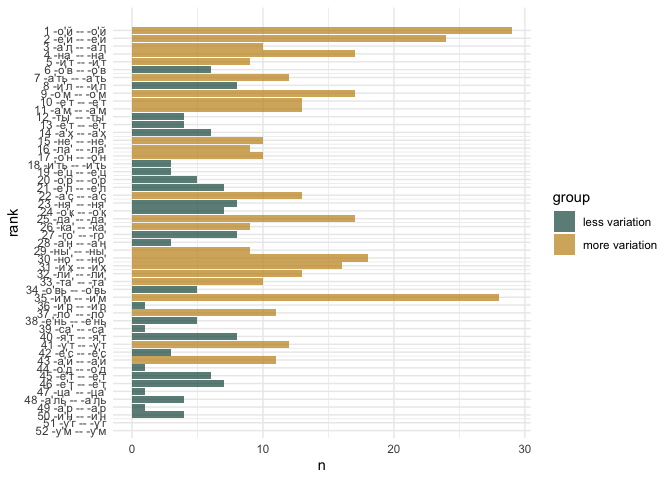 1 -о'й -- -о'й
2 -е'й -- -е'й
3 -а'л -- -а'л
4 -на' -- -на'
5 -и'т -- -и'т
6 -о'в -- -о'в
7 -а'ть -- -а'ть
8 -и'л -- -и'л
9 -о'м -- -о'м
10 -е'т -- -е'т
11 -а'м -- -а'м
12 -ты' -- -ты'
13 -ё'т -- -ё'т
14 -а'х -- -а'х
15 -не' -- -не'
16 -ла' -- -ла'
17 -о'н -- -о'н
18 -и'ть -- -и'ть
19 -е'ц -- -е'ц
20 -о'р -- -о'р
21 -е'л -- -е'л
22 -а'с -- -а'с
23 -ня' -- -ня'
24 -о'к -- -о'к
25 -да' -- -да'
26 -ка' -- -ка'
27 -го' -- -го'
28 -а'н -- -а'н
29 -ны' -- -ны'
30 -но' -- -но'
31 -и'х -- -и'х
32 -ли' -- -ли'
33 -та' -- -та'
34 -о'вь -- -о'вь
35 -и'м -- -и'м
36 -и'р -- -и'р
37 -ло' -- -ло'
38 -е'нь -- -е'нь
39 -са' -- -са'
40 -я'т -- -я'т
41 -у'т -- -у'т
42 -е'с -- -е'с
43 -а'й -- -а'й
44 -о'д -- -о'д
45 -ё'т -- -е'т
46 -е'т -- -ё'т
47 -ца' -- -ца'
48 -а'ль -- -а'ль
49 -а'р -- -а'р
50 -и'н -- -и'н
51 -у'г -- -у'г
52 -у'м -- -у'м
rank
0 10 20 30
n
group
less variation
more variation